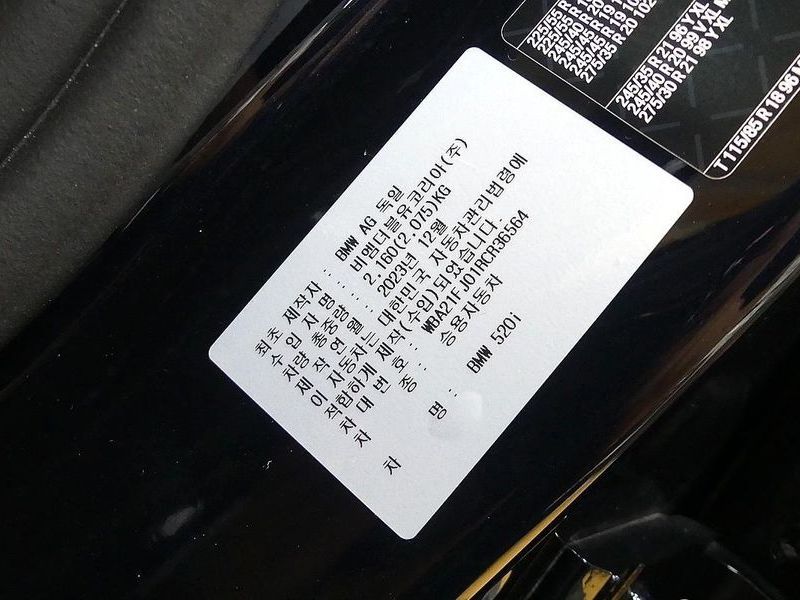 최초 제작자 : BMW AG 독일
수 입 자 명 : 비엠더블유코리아(주)
차량 총중량 : 2,160(2,075)KG
제 작 연 월 : 2023년 12월
이 자동차는 대한민국 자동차관리법령에
적합하게 제작(수입)되었습니다.
차 대 번 호 : WBA21FJ01RCR36564
차 종 : 승용자동차
차 명 : BMW 520i
245/35 R 21 96 Y XL
245/40 R 20 99 V XL
275/30 R 21 98 Y XL
T 115/85 R 18 96